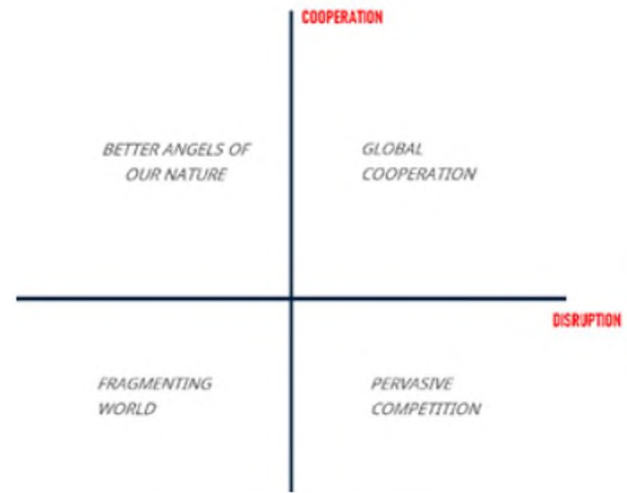 COOPERATION
BETTER ANGELS OF
OUR NATURE
GLOBAL
COOPERATION
DISRUPTION
FRAGMENTING
WORLD
PERVASIVE
COMPETITION